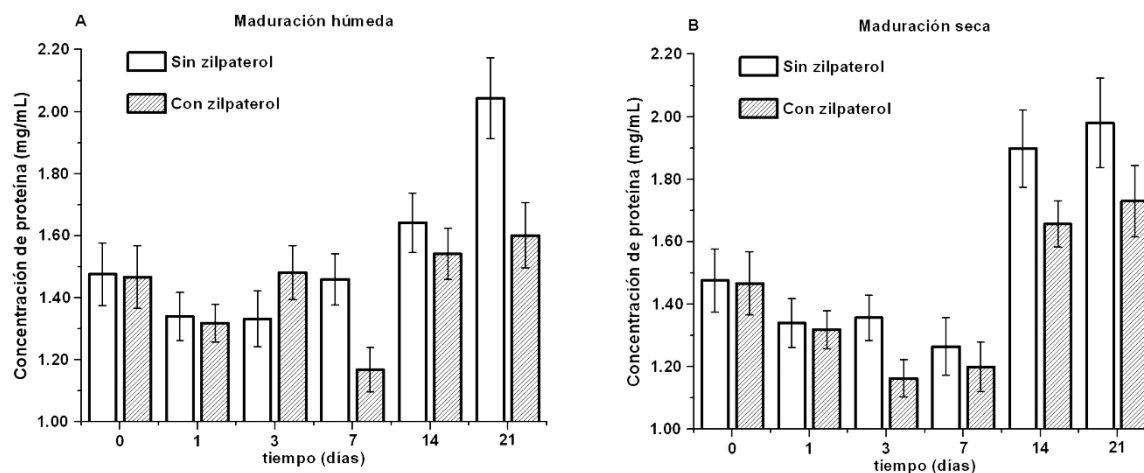 A
Maduración húmeda
Concentración de proteína (mg/mL)
2.20
2.00
1.80
1.60
1.40
1.20
1.00
Sin zilpaterol
Con zilpaterol
0 1 3 7 14 21
tiempo (días)
B
Maduración seca
Concentración de proteína (mg/mL)
2.20
2.00
1.80
1.60
1.40
1.20
1.00
Sin zilpaterol
Con zilpaterol
0 1 3 7 14 21
tiempo (días)